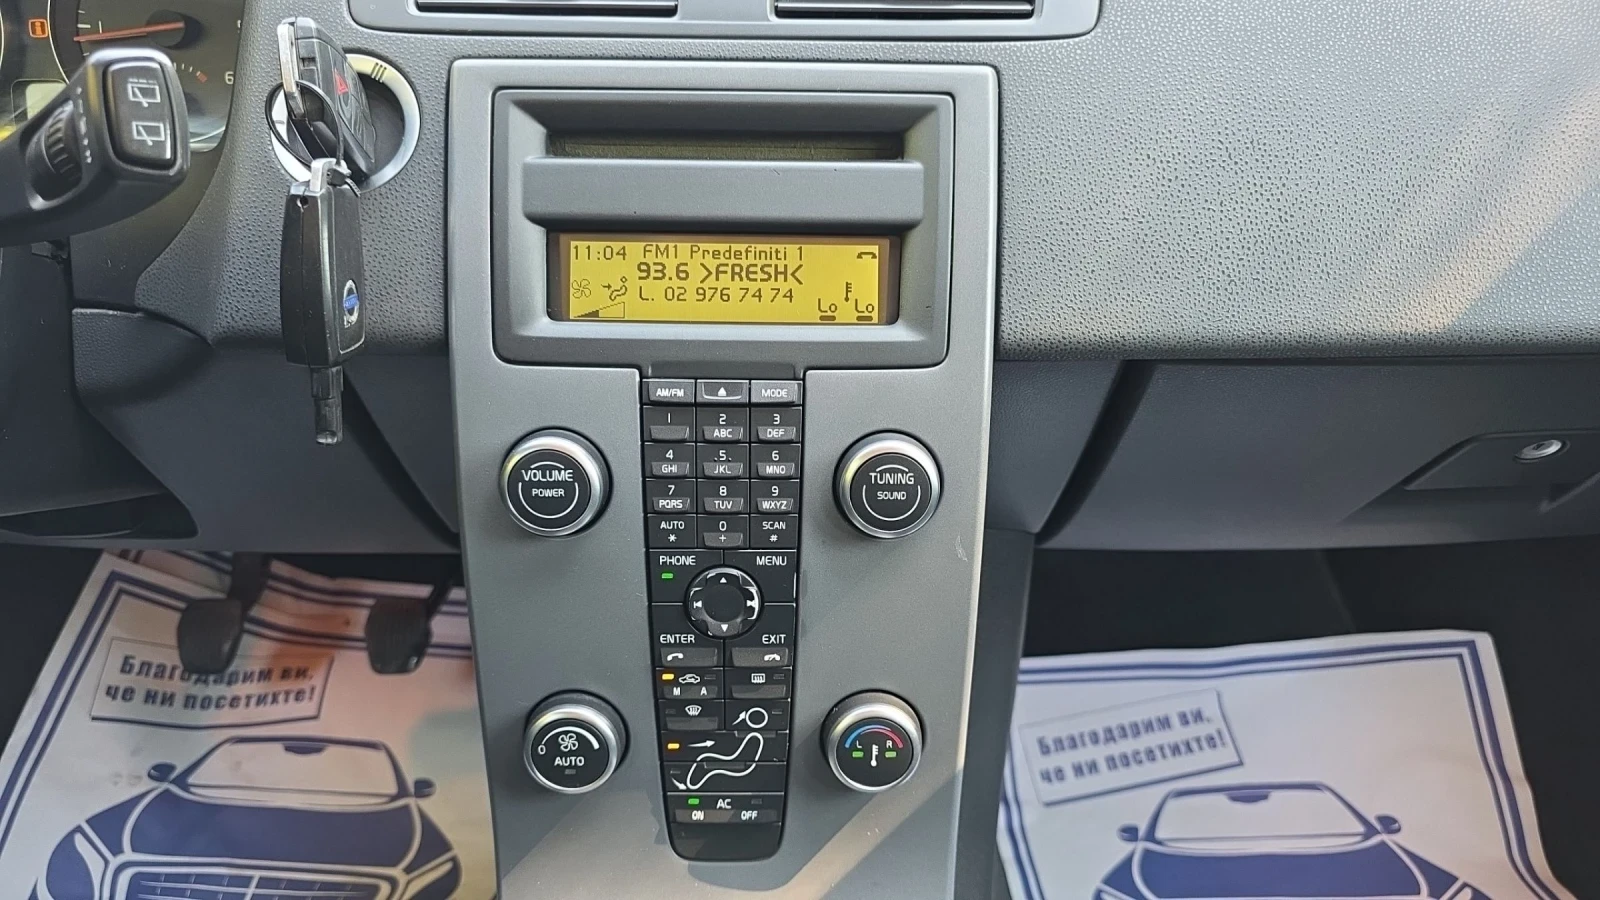 6
11:04 FM1 Predefiniti 1
93.6 >FRESH<
L. 02 976 74 74
Lo Lo
AM/FM MODE
1 2 3
ABC DEF
4 .5. 6
GHI JKL MNO
7 8 9
PQRS TUV WXYZ
AUTO 0 SCAN
* + #
VOLUME
POWER
TUNING
SOUND
PHONE MENU
ENTER EXIT
M A
0
AUTO
L R
AC
ON OFF
Благодарим ви,
че ни посетихте!
Благодарим ви,
че ни посетихте!